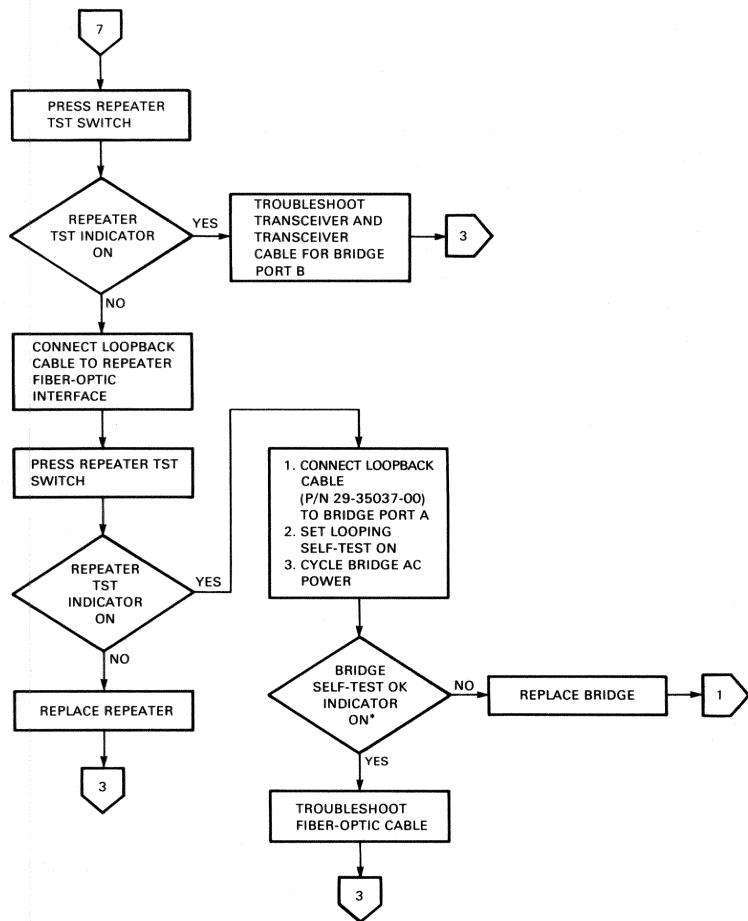 7
PRESS REPEATER
TST SWITCH
REPEATER
TST INDICATOR
ON
YES
TROUBLESHOOT
TRANSCEIVER AND
TRANSCEIVER
CABLE FOR BRIDGE
PORT B
3
NO
CONNECT LOOPBACK
CABLE TO REPEATER
FIBER-OPTIC
INTERFACE
PRESS REPEATER TST
SWITCH
REPEATER
TST
INDICATOR
ON
YES
1. CONNECT LOOPBACK
CABLE
(P/N 29-35037-00)
TO BRIDGE PORT A
2. SET LOOPING
SELF-TEST ON
3. CYCLE BRIDGE AC
POWER
NO
REPLACE REPEATER
3
BRIDGE
SELF-TEST OK
INDICATOR
ON*
NO
REPLACE BRIDGE
1
YES
TROUBLESHOOT
FIBER-OPTIC CABLE
3